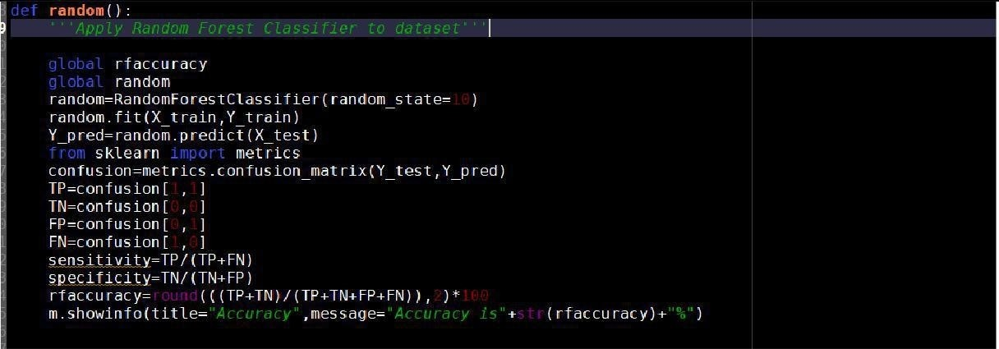 def random():
    '''Apply Random Forest Classifier to dataset'''
    global rfaccuracy
    global random
    random=RandomForestClassifier(random_state=10)
    random.fit(X_train,Y_train)
    Y_pred=random.predict(X_test)
    from sklearn import metrics
    confusion=metrics.confusion_matrix(Y_test,Y_pred)
    TP=confusion[1,1]
    TN=confusion[0,0]
    FP=confusion[0,1]
    FN=confusion[1,0]
    sensitivity=TP/(TP+FN)
    specificity=TN/(TN+FP)
    rfaccuracy=round(((TP+TN)/(TP+TN+FP+FN)),2)*100
    m.showinfo(title="Accuracy",message="Accuracy is"+str(rfaccuracy)+"%")